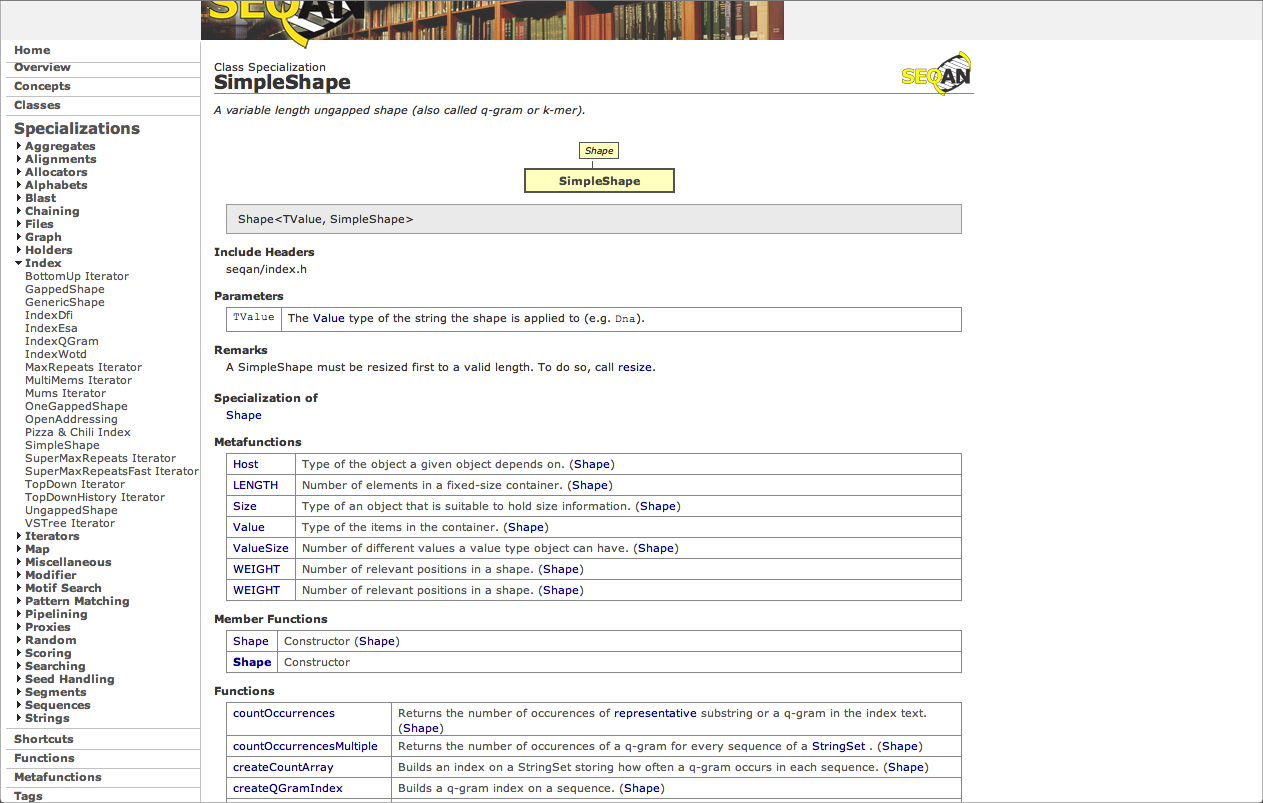 SEQAN
Home
Overview
Concepts
Classes
Specializations
Aggregates
Alignments
Allocators
Alphabets
Blast
Chaining
Files
Graph
Holders
Index
BottomUp Iterator
GappedShape
GenericShape
IndexDfi
IndexEsa
IndexQGram
IndexWotd
MaxRepeats Iterator
MultiMems Iterator
Mums Iterator
OneGappedShape
OpenAddressing
Pizza & Chili Index
SimpleShape
SuperMaxRepeats Iterator
SuperMaxRepeatsFast Iterator
TopDown Iterator
TopDownHistory Iterator
UngappedShape
VSTree Iterator
Iterators
Map
Miscellaneous
Modifier
Motif Search
Pattern Matching
Pipelining
Proxies
Random
Scoring
Searching
Seed Handling
Segments
Sequences
Strings
Shortcuts
Functions
Metafunctions
Tags
Class Specialization
SimpleShape
SEQAN
A variable length ungapped shape (also called q-gram or k-mer).
Shape
SimpleShape
Shape<TValue, SimpleShape>
Include Headers
seqan/index.h
Parameters
TValue The Value type of the string the shape is applied to (e.g. Dna).
Remarks
A SimpleShape must be resized first to a valid length. To do so, call resize.
Specialization of
Shape
Metafunctions
Host Type of the object a given object depends on. (Shape)
LENGTH Number of elements in a fixed-size container. (Shape)
Size Type of an object that is suitable to hold size information. (Shape)
Value Type of the items in the container. (Shape)
ValueSize Number of different values a value type object can have. (Shape)
WEIGHT Number of relevant positions in a shape. (Shape)
WEIGHT Number of relevant positions in a shape. (Shape)
Member Functions
Shape Constructor (Shape)
Shape Constructor
Functions
countOccurrences Returns the number of occurences of representative substring or a q-gram in the index text.
(Shape)
countOccurrencesMultiple Returns the number of occurences of a q-gram for every sequence of a StringSet . (Shape)
createCountArray Builds an index on a StringSet storing how often a q-gram occurs in each sequence. (Shape)
createQGramIndex Builds a q-gram index on a sequence. (Shape)